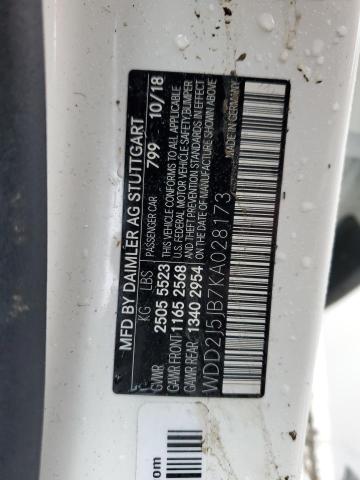 MFD BY DAIMLER AG STUTTGART
KG LBS PASSENGER CAR 799 10/18
GVWR 2505 5523 THIS VEHICLE CONFORMS TO ALL APPLICABLE
GAWR FRONT 1165 2568 U.S. FEDERAL MOTOR VEHICLE SAFETY, BUMPER
GAWR REAR 1340 2954 AND THEFT PREVENTION STANDARDS IN EFFECT
ON THE DATE OF MANUFACTURE SHOWN ABOVE
WDD2J5JB7KA028173
MADE IN GERMANY
om